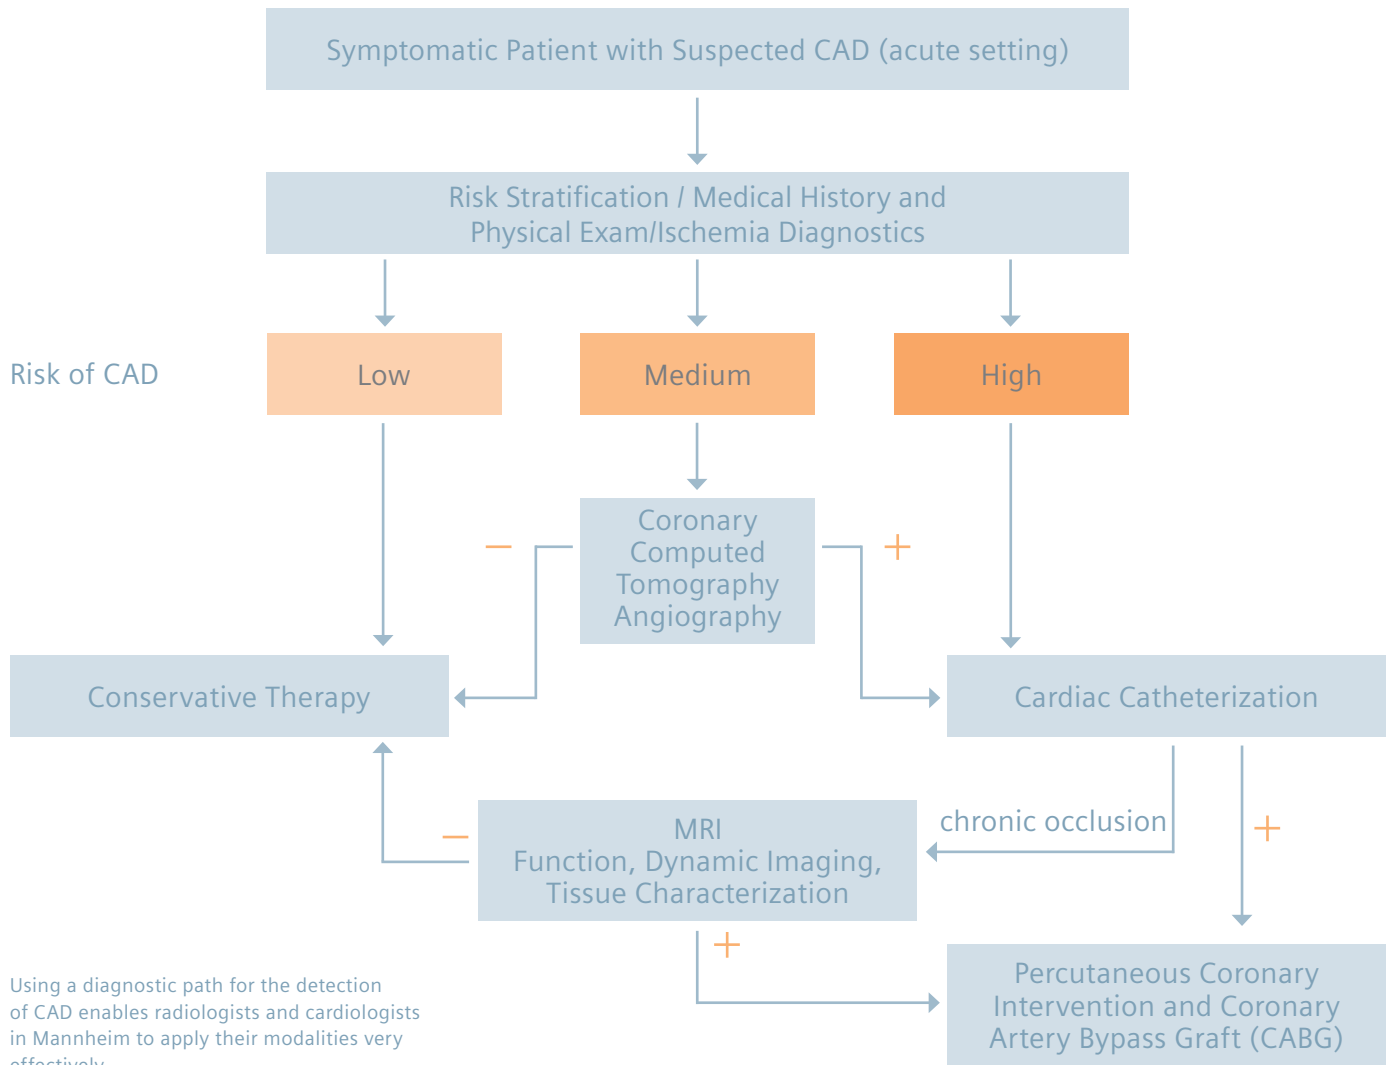 Symptomatic Patient with Suspected CAD (acute setting)
Risk Stratification / Medical History and
Physical Exam/Ischemia Diagnostics
Risk of CAD
Low
Medium
High
Coronary
Computed
Tomography
Angiography
–
+
Conservative Therapy
Cardiac Catheterization
MRI
Function, Dynamic Imaging,
Tissue Characterization
–
chronic occlusion
+
+
Percutaneous Coronary
Intervention and Coronary
Artery Bypass Graft (CABG)
Using a diagnostic path for the detection
of CAD enables radiologists and cardiologists
in Mannheim to apply their modalities very
effectively